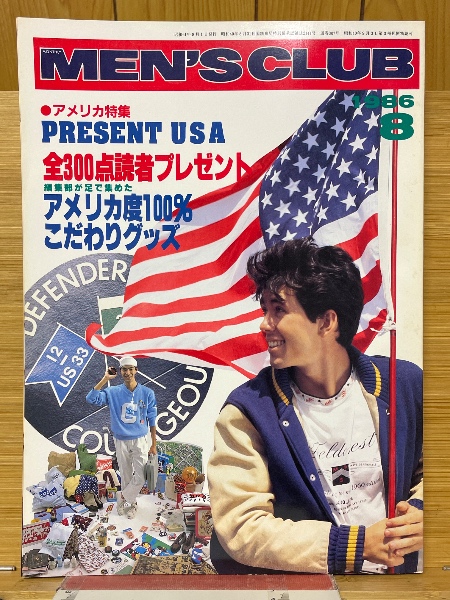 MONTHLY
MEN'S CLUB
1986
8
●アメリカ特集
PRESENT USA
全300点読者プレゼント
編集部が足で集めた
アメリカ度100%
こだわりグッズ
DEFENDER
12
US 33
COU
GEOU
Fieldcrest